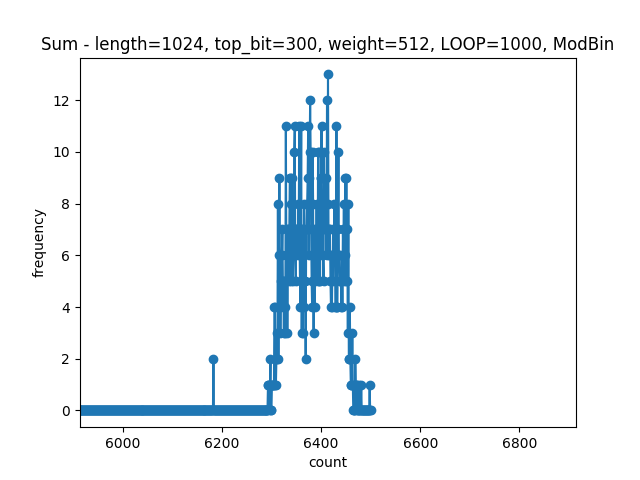 Sum - length=1024, top_bit=300, weight=512, LOOP=1000, ModBin
frequency
12
10
8
6
4
2
0
6000 6200 6400 6600 6800
count